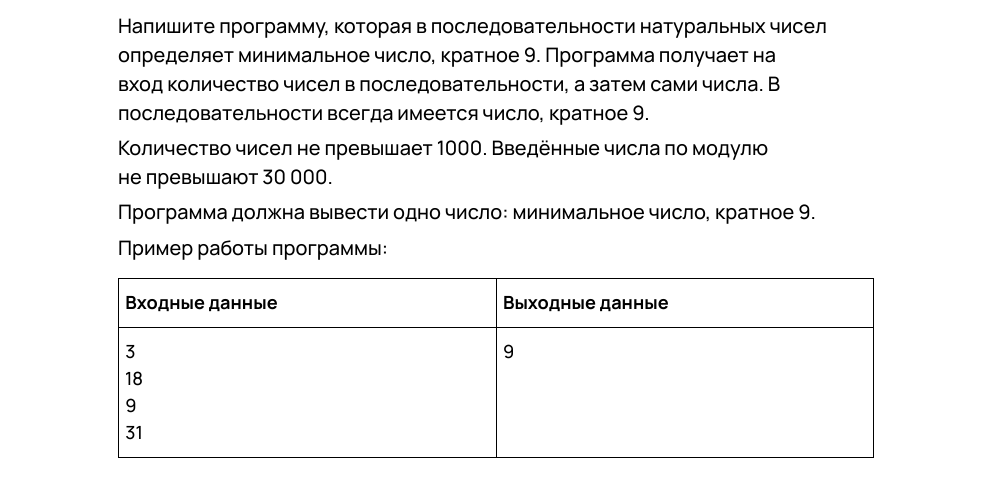 Напишите программу, которая в последовательности натуральных чисел
определяет минимальное число, кратное 9. Программа получает на
вход количество чисел в последовательности, а затем сами числа. В
последовательности всегда имеется число, кратное 9.
Количество чисел не превышает 1000. Введённые числа по модулю
не превышают 30 000.
Программа должна вывести одно число: минимальное число, кратное 9.
Пример работы программы:
Входные данные
Выходные данные
3
18
9
31
9